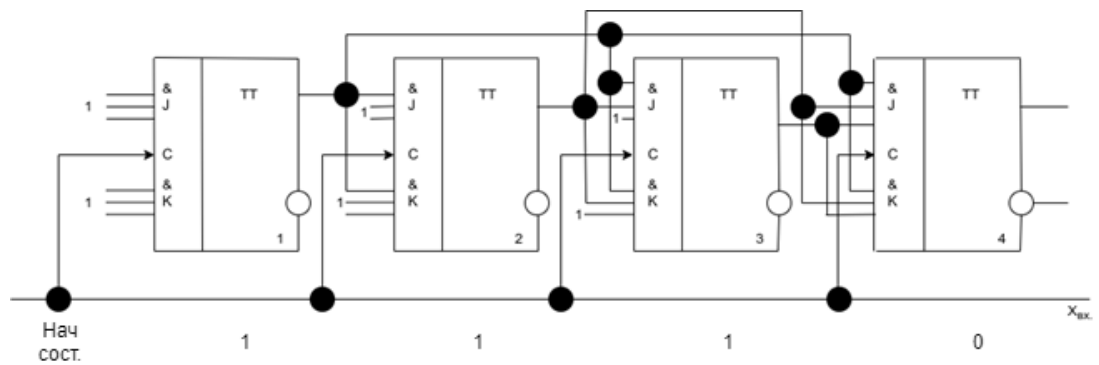 & TT & TT & TT & TT
1 J 1 J 1 J J
C C C C
& & & &
1 K 1 K 1 K K
1 2 3 4
Xвх.
Нач
сост. 1 1 1 0